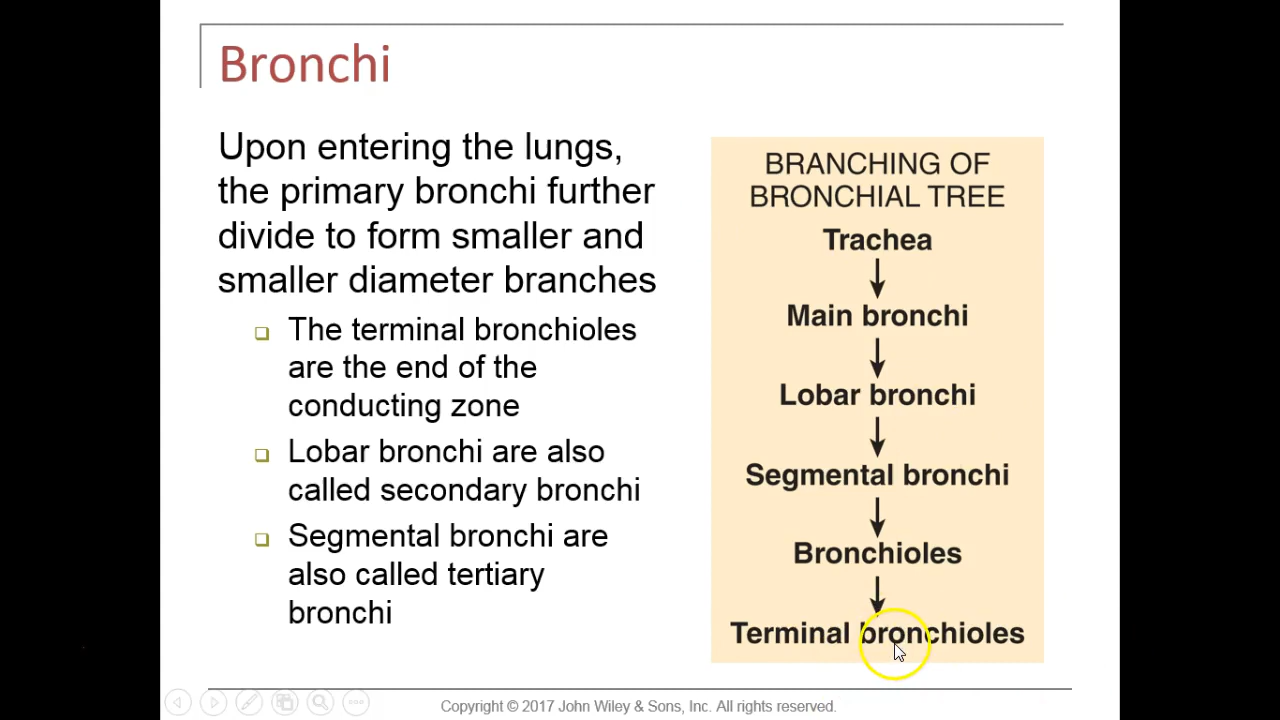 Bronchi
Upon entering the lungs,
the primary bronchi further
divide to form smaller and
smaller diameter branches
The terminal bronchioles
are the end of the
conducting zone
Lobar bronchi are also
called secondary bronchi
Segmental bronchi are
also called tertiary
bronchi
BRANCHING OF
BRONCHIAL TREE
Trachea
Main bronchi
Lobar bronchi
Segmental bronchi
Bronchioles
Terminal bronchioles
Copyright © 2017 John Wiley & Sons, Inc. All rights reserved.